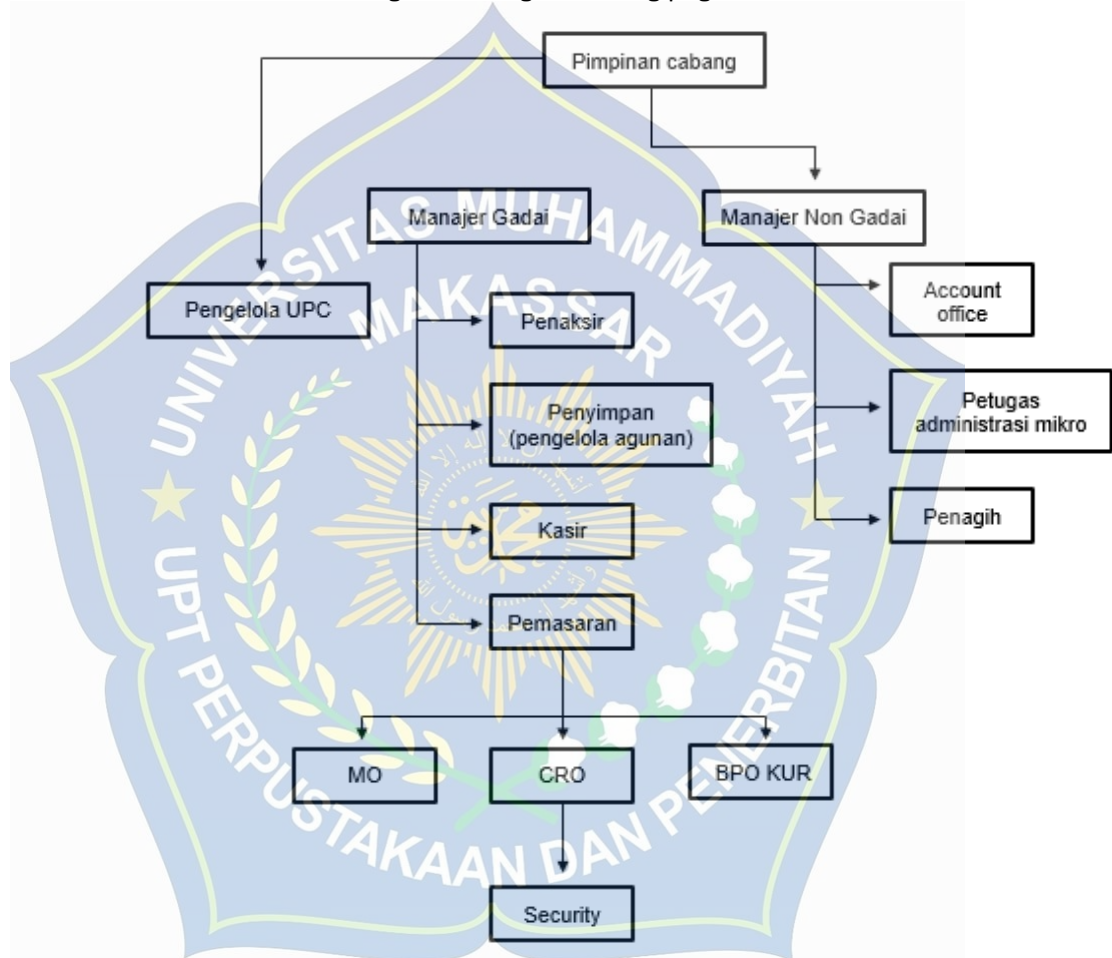 Pimpinan cabang
Manajer Gadai
Manajer Non Gadai
Pengelola UPC
Account
office
Penaksir
Petugas
administrasi mikro
Penyimpan
(pengelola agunan)
Penagih
Kasir
Pemasaran
MO
CRO
BPO KUR
Security
UNIVERSITAS MUHAMMADIYAH
MAKASSAR
UPT PERPUSTAKAAN DAN PENERBITAN